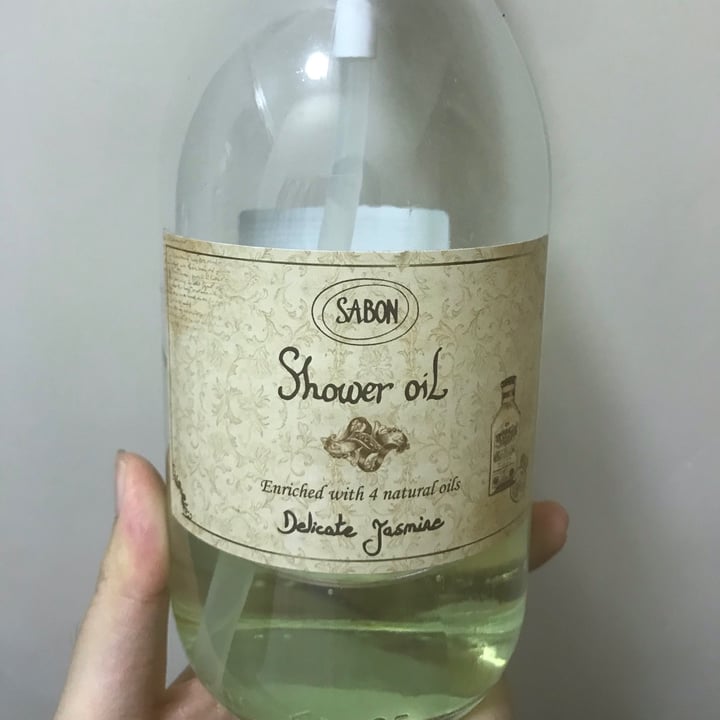 SABON
Shower oil
Enriched with 4 natural oils
Delicate Jasmine